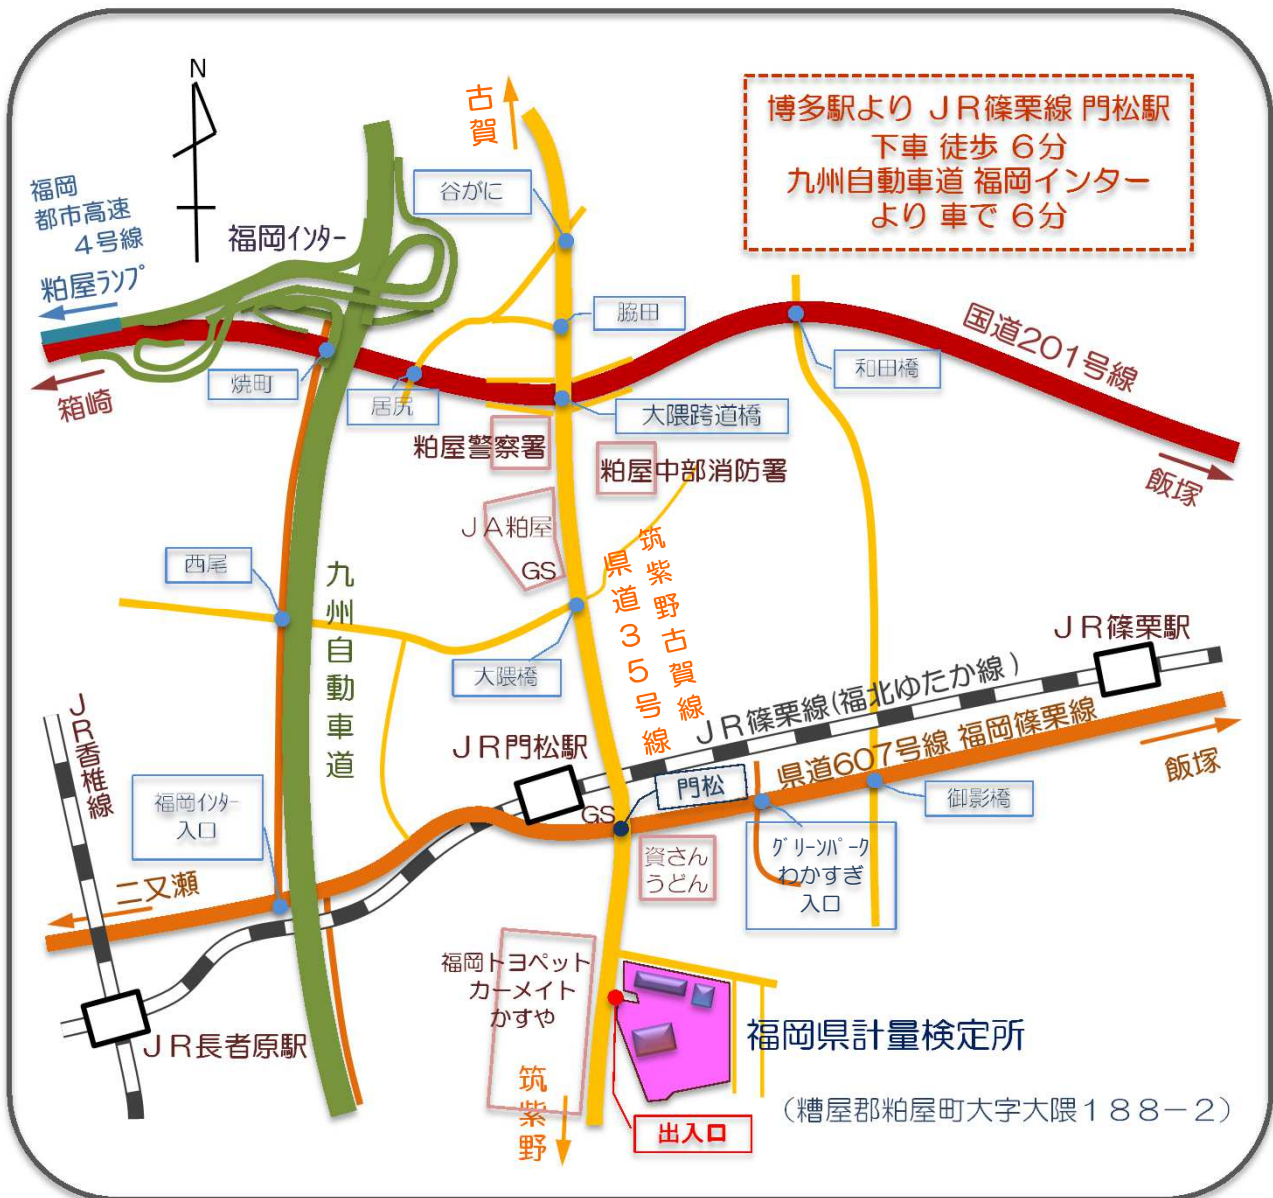 N
古賀
博多駅より ＪＲ篠栗線 門松駅
下車 徒歩 ６分
九州自動車道 福岡インター
より 車で ６分
福岡
都市高速
４号線
粕屋ﾗﾝﾌﾟ
福岡ｲﾝﾀｰ
谷がに
脇田
国道201号線
和田橋
箱崎
焼町
居尻
大隈跨道橋
粕屋警察署
粕屋中部消防署
飯塚
ＪＡ粕屋
GS
筑紫野古賀線
県道３５号線
西尾
九州自動車道
大隈橋
ＪＲ篠栗駅
ＪＲ篠栗線(福北ゆたか線)
ＪＲ香椎線
ＪＲ門松駅
県道607号線 福岡篠栗線
飯塚
門松
GS
御影橋
福岡ｲﾝﾀｰ
入口
資さん
うどん
ｸﾞﾘｰﾝﾊﾟｰｸ
わかすぎ
入口
二又瀬
福岡トヨペット
カーメイト
かすや
ＪＲ長者原駅
福岡県計量検定所
（糟屋郡粕屋町大字大隈１８８－２）
筑紫野
出入口